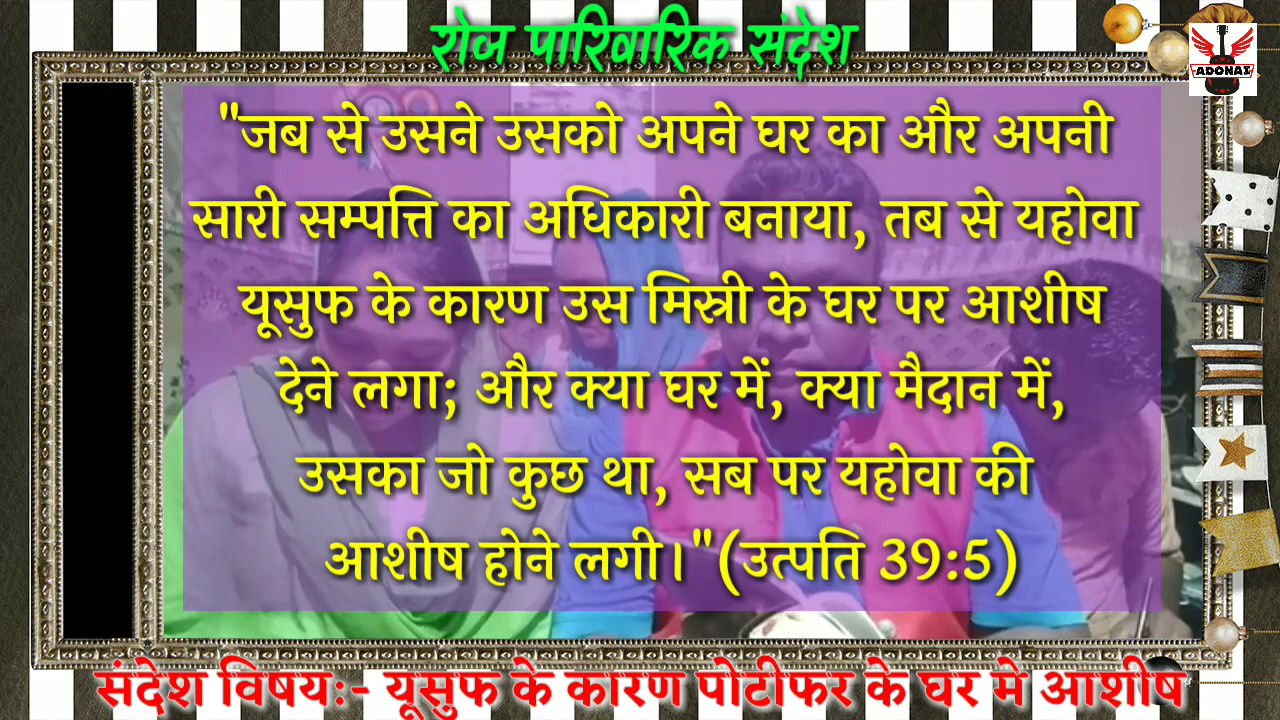 रोज पारिवारिक संदेश
ADONAI
"जब से उसने उसको अपने घर का और अपनी
सारी सम्पत्ति का अधिकारी बनाया, तब से यहोवा
यूसुफ के कारण उस मिस्री के घर पर आशीष
देने लगा; और क्या घर में, क्या मैदान में,
उसका जो कुछ था, सब पर यहोवा की
आशीष होने लगी।"(उत्पति 39:5)
संदेश विषय:- यूसुफ के कारण पोटीफर के घर मे आशीष